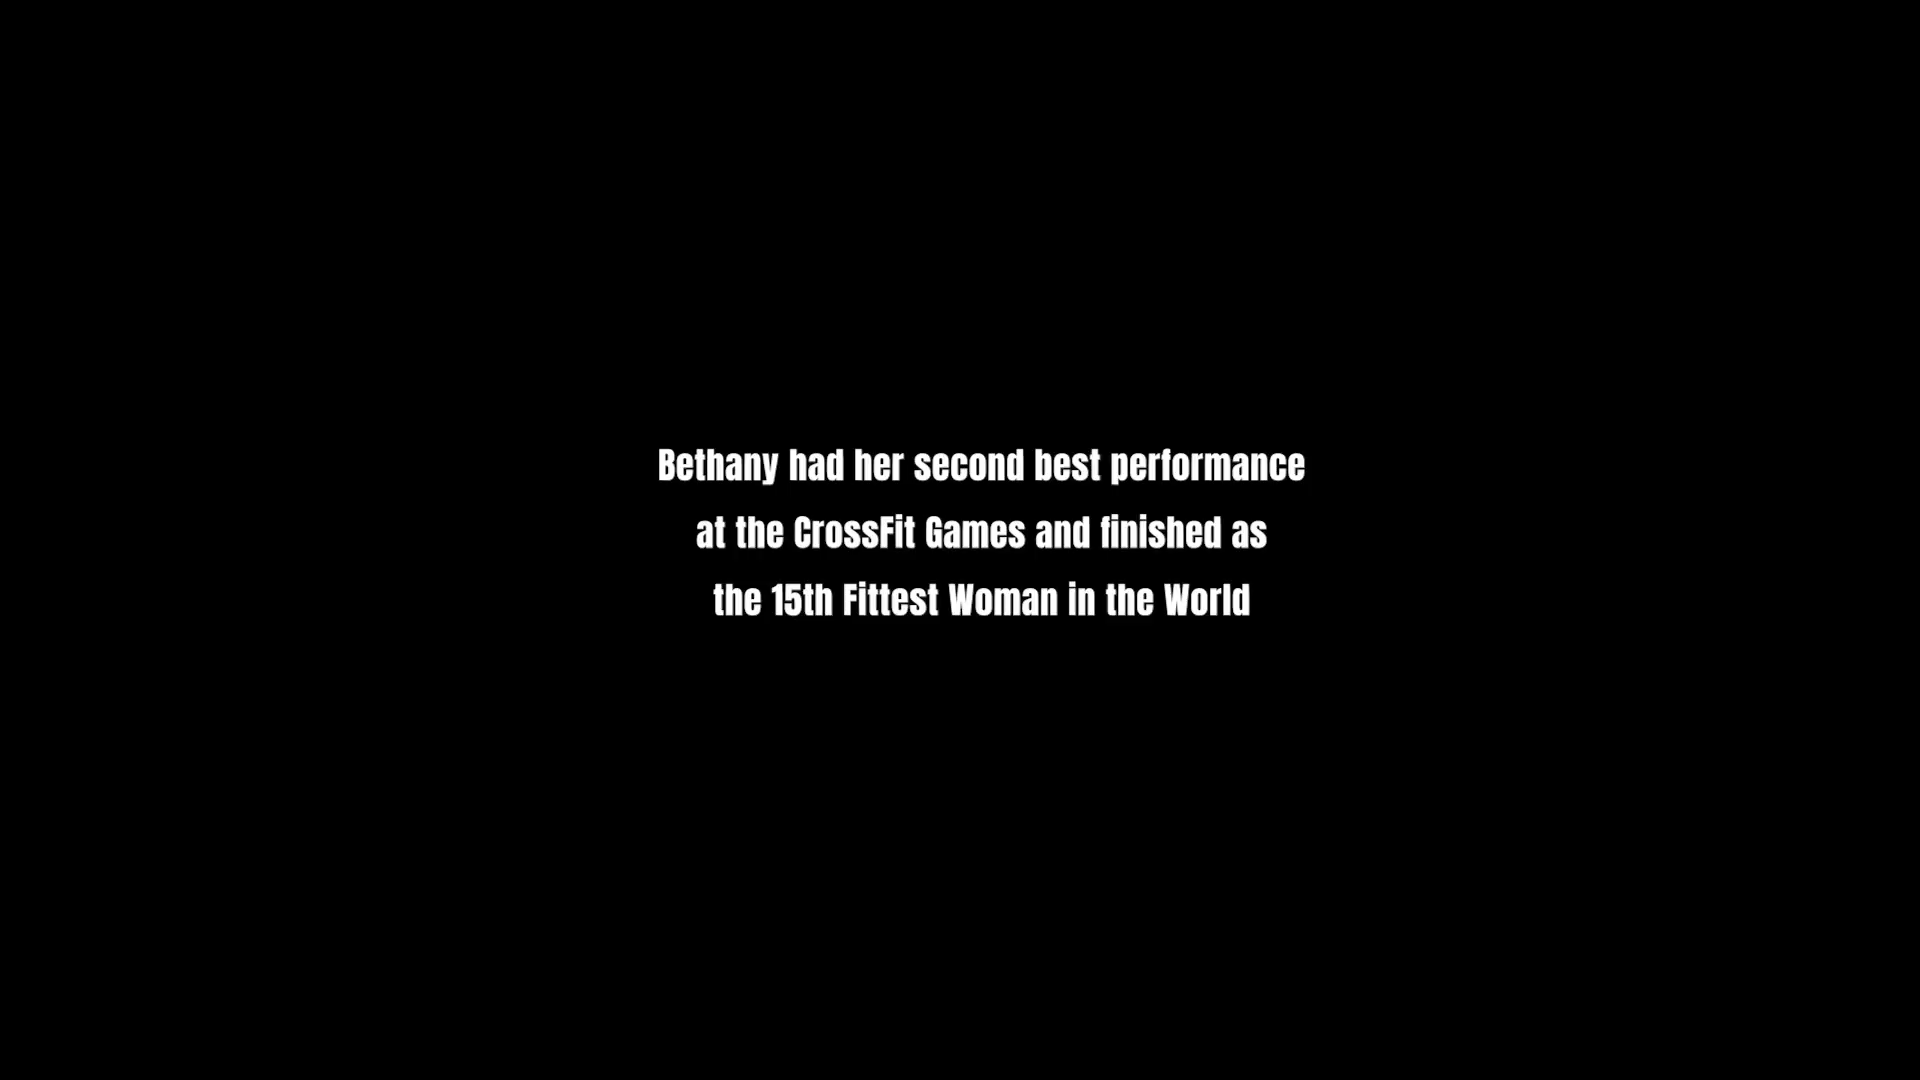 Bethany had her second best performance
at the CrossFit Games and finished as
the 15th Fittest Woman in the World